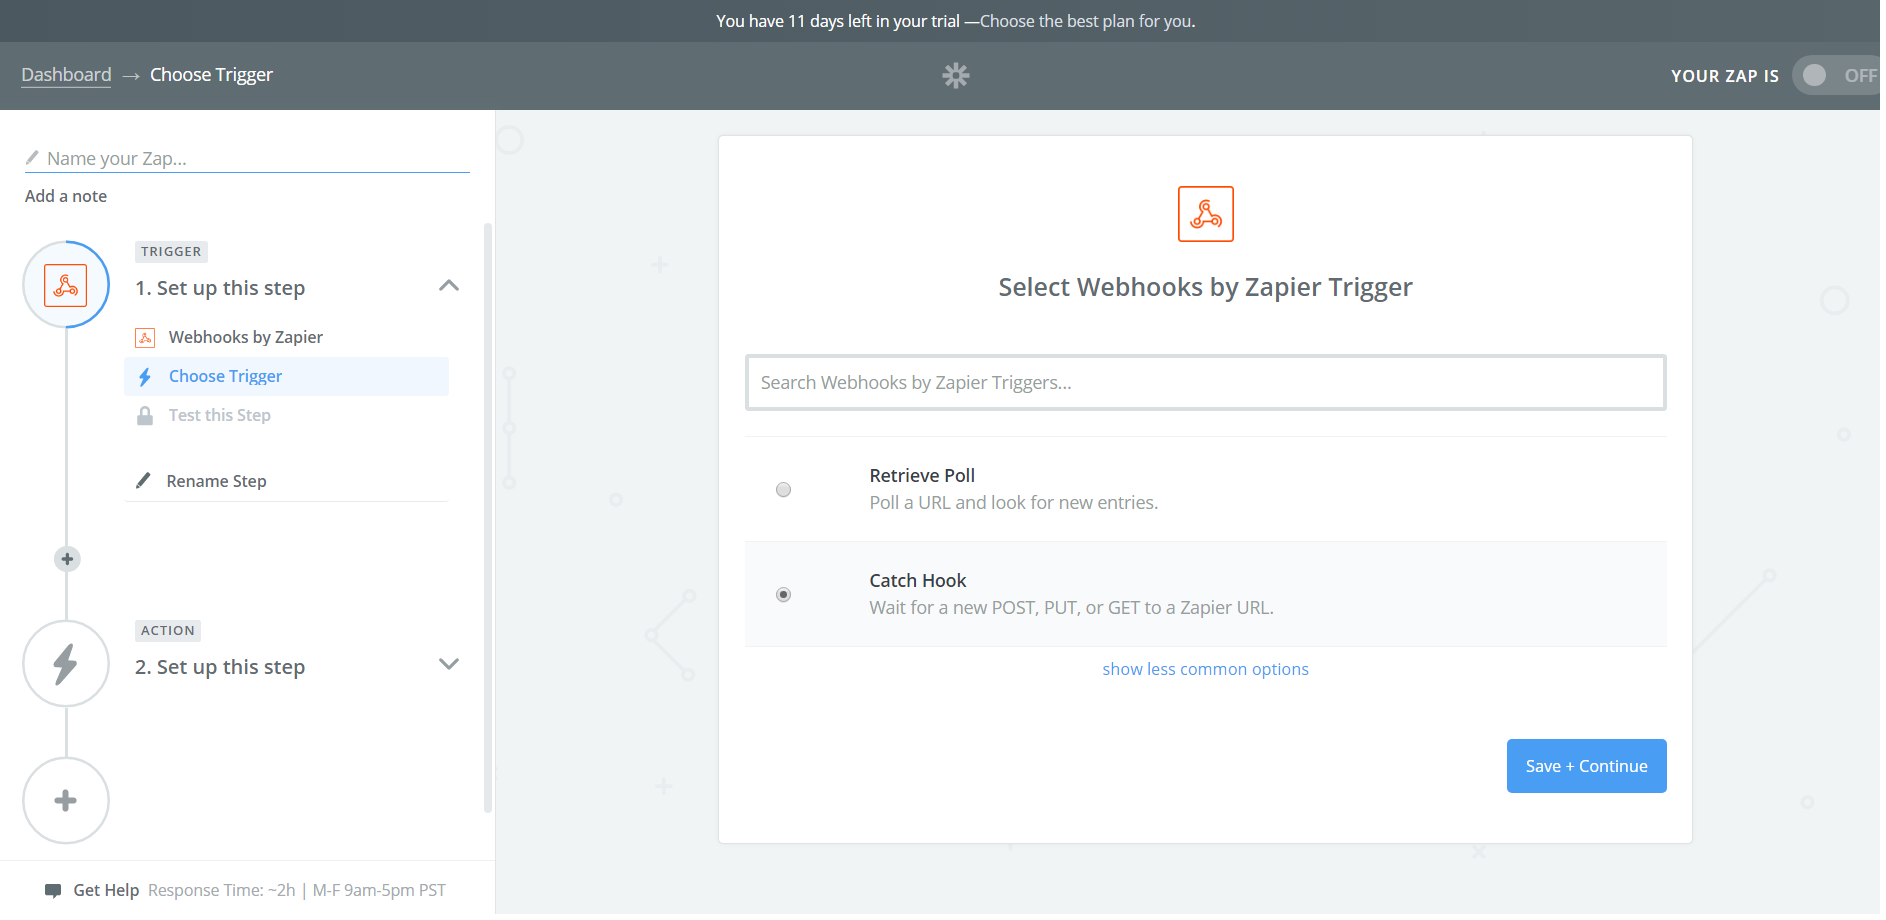 You have 11 days left in your trial —Choose the best plan for you.
Dashboard → Choose Trigger
YOUR ZAP IS OFF
Name your Zap...
Add a note
TRIGGER
1. Set up this step
Webhooks by Zapier
Choose Trigger
Test this Step
Rename Step
ACTION
2. Set up this step
Get Help Response Time: ~2h | M-F 9am-5pm PST
Select Webhooks by Zapier Trigger
Search Webhooks by Zapier Triggers...
Retrieve Poll
Poll a URL and look for new entries.
Catch Hook
Wait for a new POST, PUT, or GET to a Zapier URL.
show less common options
Save + Continue